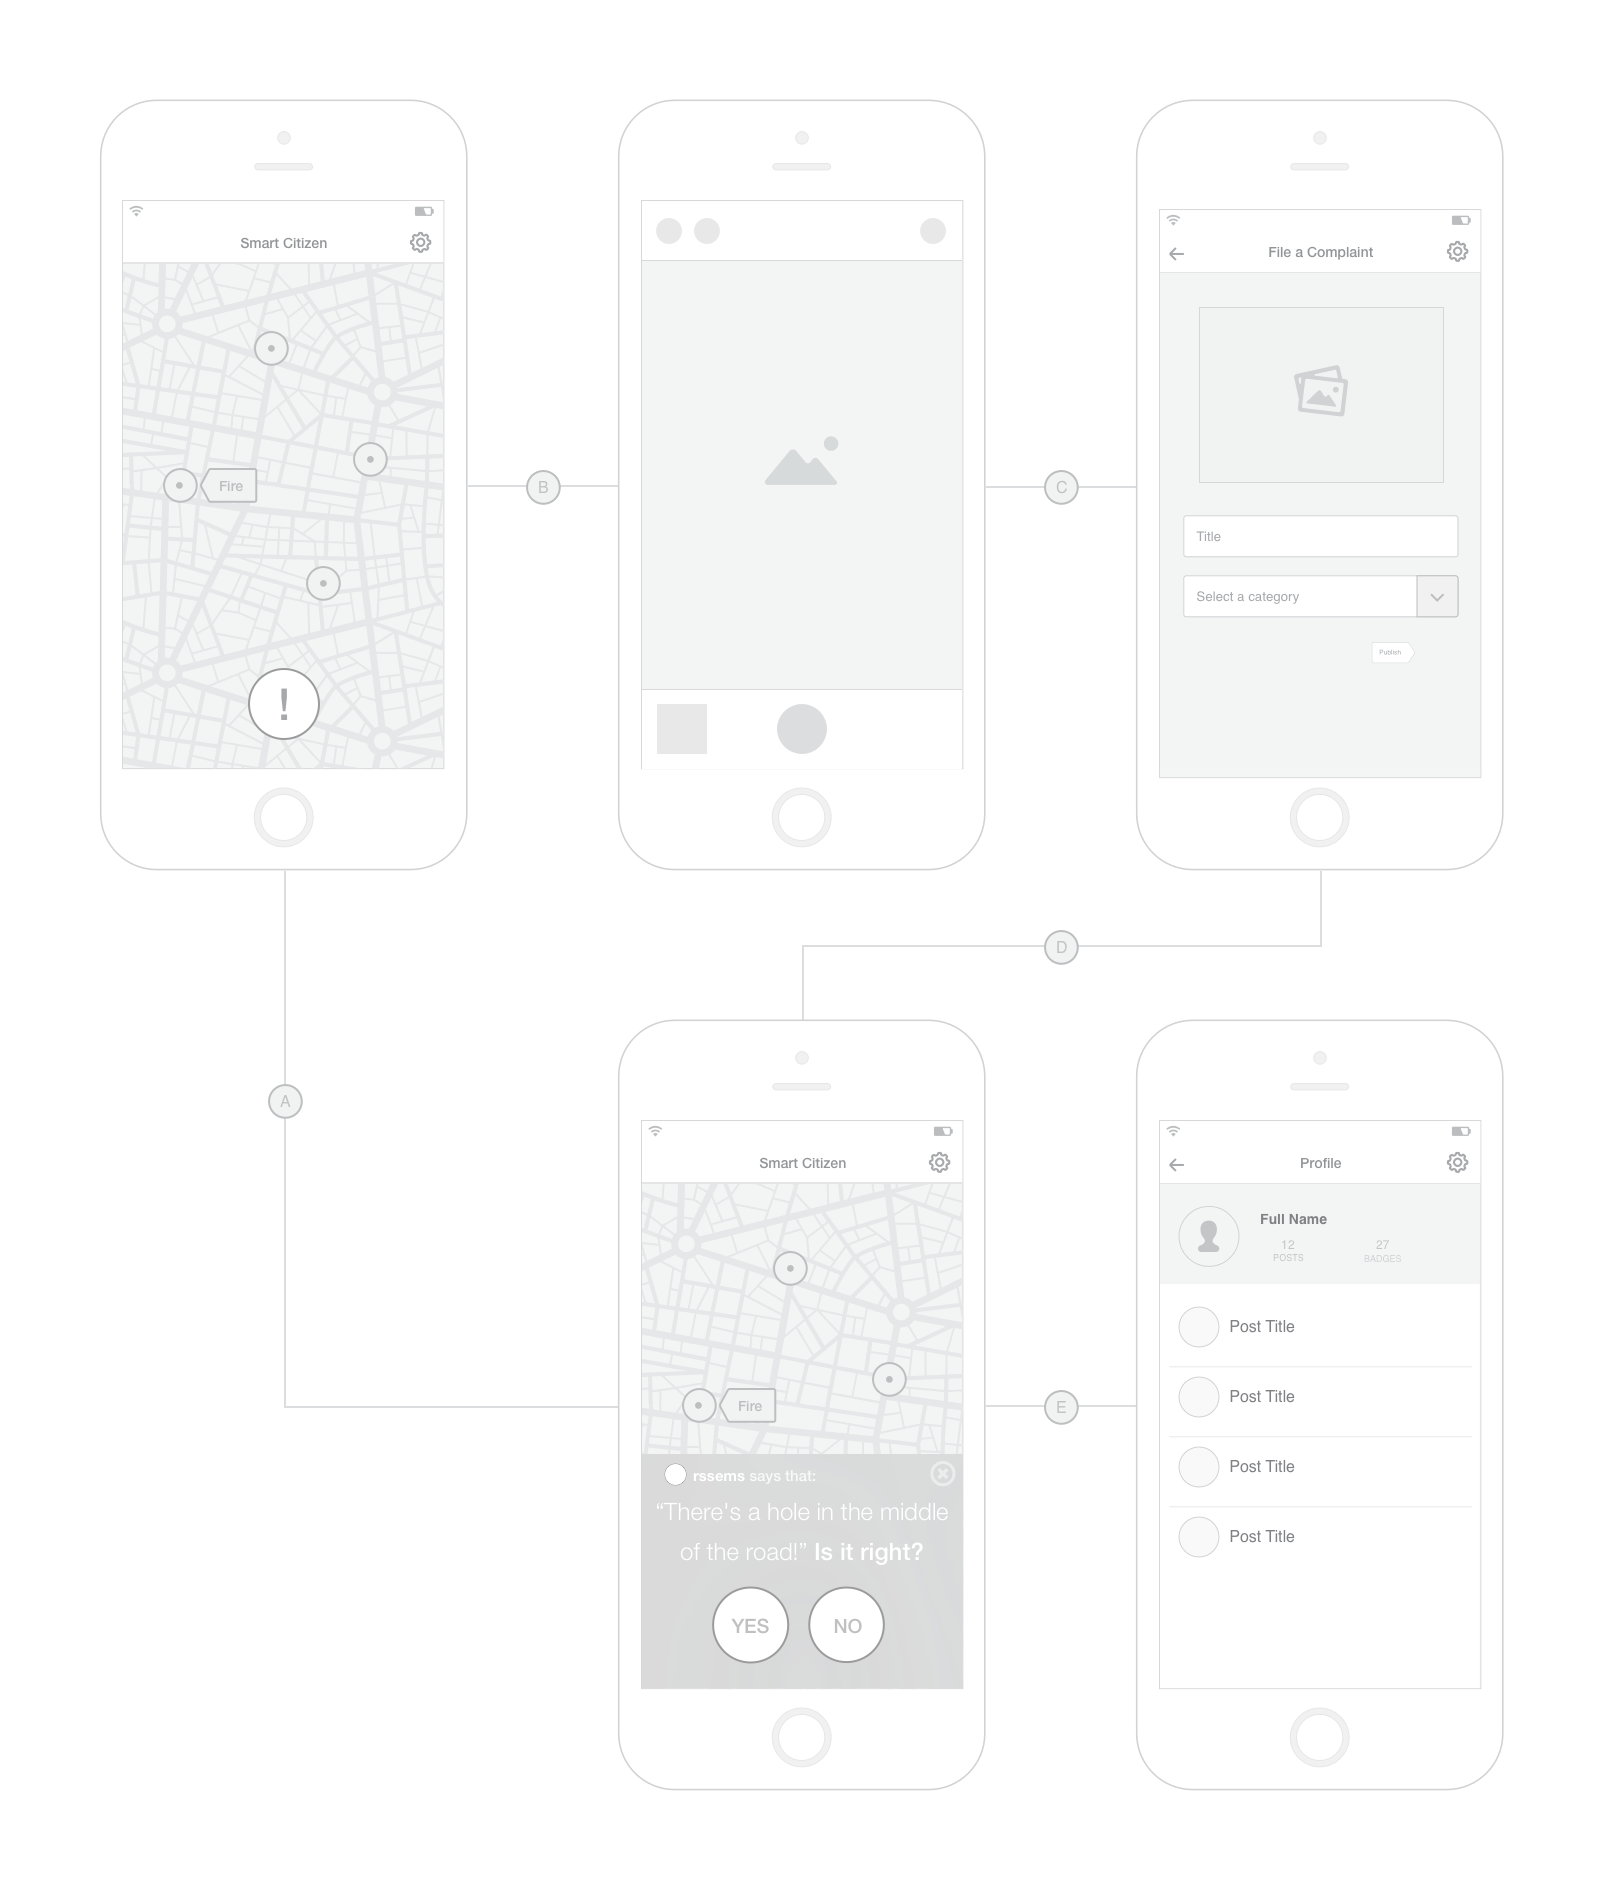 Smart Citizen
Fire
!
B
C
File a Complaint
Title
Select a category
Publish
D
A
Smart Citizen
Fire
rssems says that:
“There's a hole in the middle
of the road!” Is it right?
YES NO
E
Profile
Full Name
12 27
POSTS BADGES
Post Title
Post Title
Post Title
Post Title